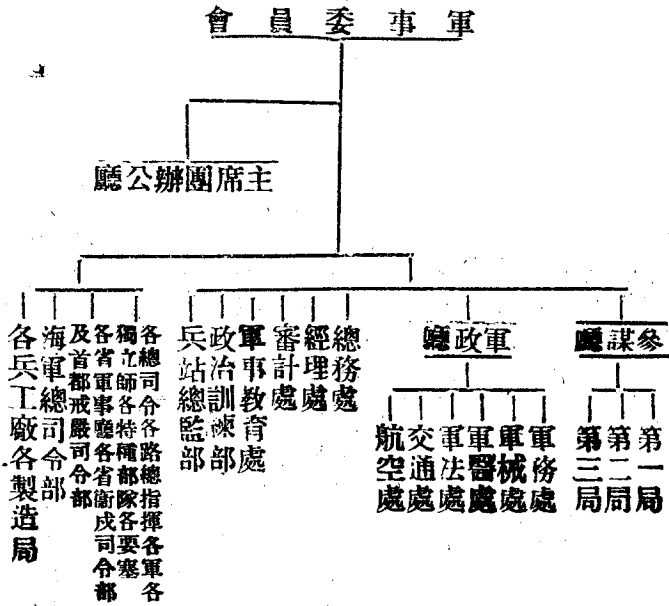 軍事委員會
主席團辦公廳
參謀廳
第一局
第二局
第三局
軍政廳
軍務處
軍械處
軍醫處
軍法處
交通處
航空處
總務處
經理處
審計處
軍事教育處
政治訓練部
兵站總監部
各總司令各路總指揮各軍各
獨立師各特種部隊各要塞
各省軍事廳各省衞戍司令部
及首都戒嚴司令部
海軍總司令部
各兵工廠各製造局